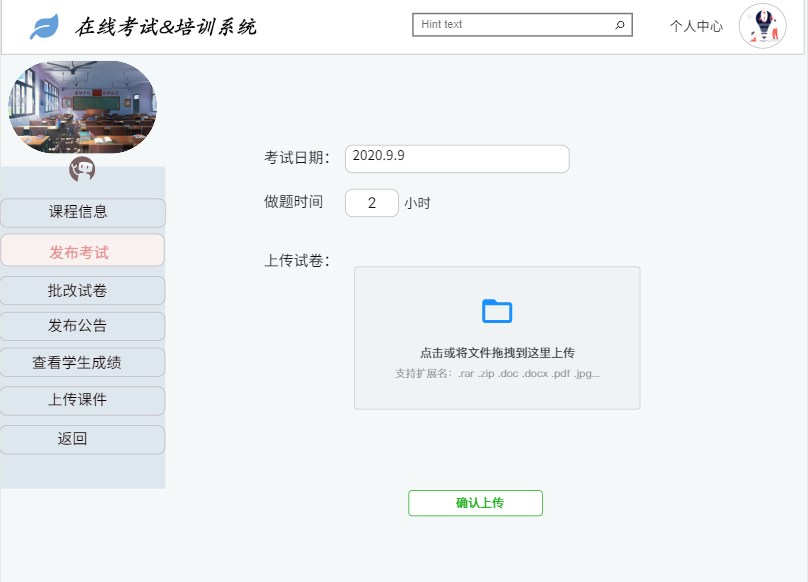 在线考试&培训系统
Hint text
个人中心
课程信息
发布考试
批改试卷
发布公告
查看学生成绩
上传课件
返回
考试日期：
2020.9.9
做题时间
2
小时
上传试卷：
点击或将文件拖拽到这里上传
支持扩展名：.rar .zip .doc .docx .pdf .jpg...
确认上传